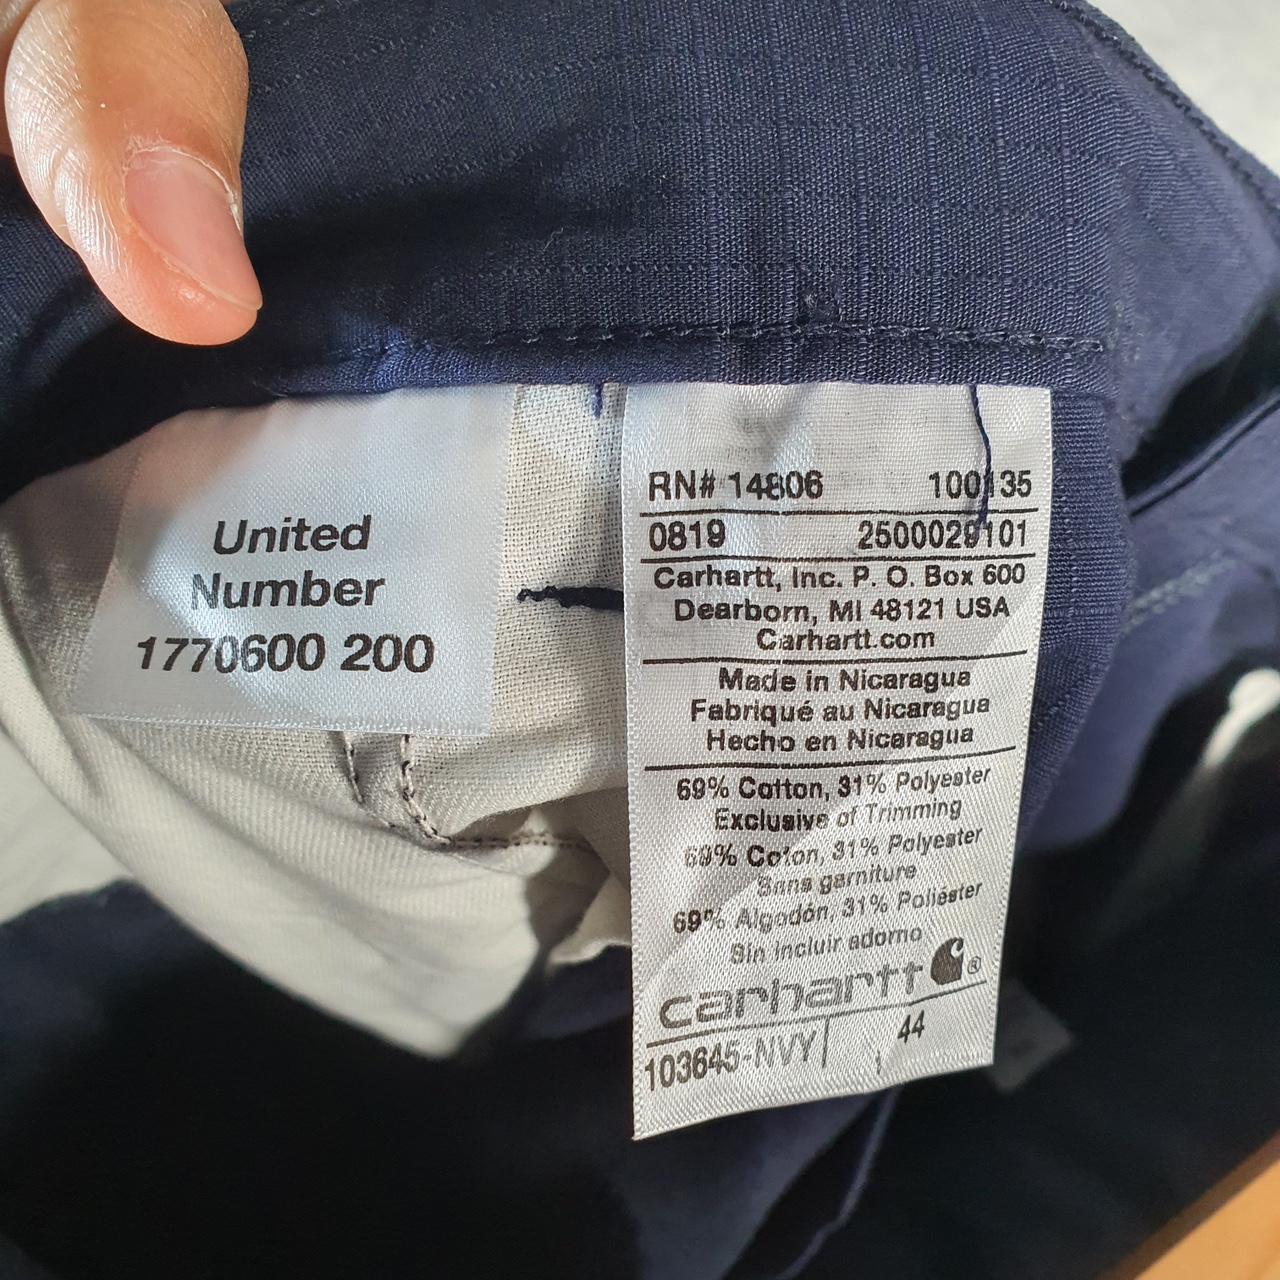 United
Number
1770600 200
RN# 14806 100135
0819 2500029101
Carhartt, Inc. P. O. Box 600
Dearborn, MI 48121 USA
Carhartt.com
Made in Nicaragua
Fabriqué au Nicaragua
Hecho en Nicaragua
69% Cotton, 31% Polyester
Exclusive of Trimming
69% Coton, 31% Polyester
Sans garniture
69% Algodón, 31% Poliéster
Sin incluir adorno
carhartt ®
103645-NVY 44